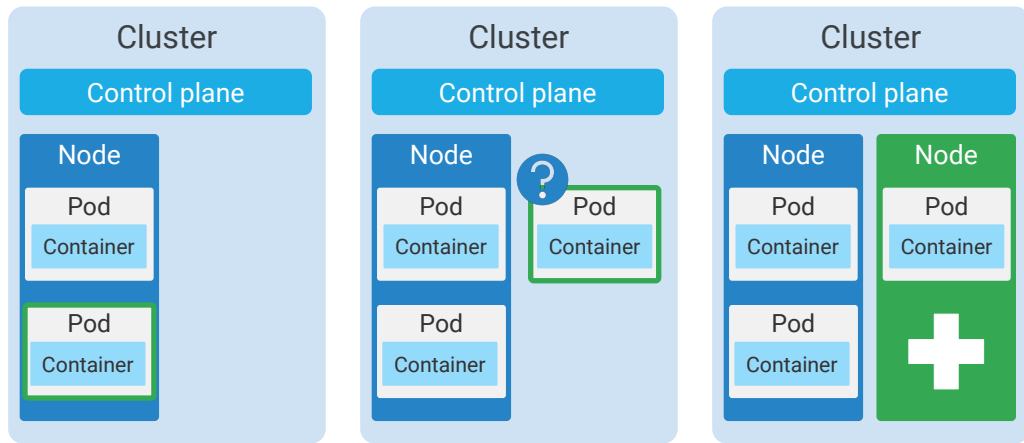 Cluster
Control plane
Node
Pod
Container
Pod
Container
Cluster
Control plane
Node
Pod
Container
?
Pod
Container
Pod
Container
Cluster
Control plane
Node
Pod
Container
Pod
Container
Node
Pod
Container